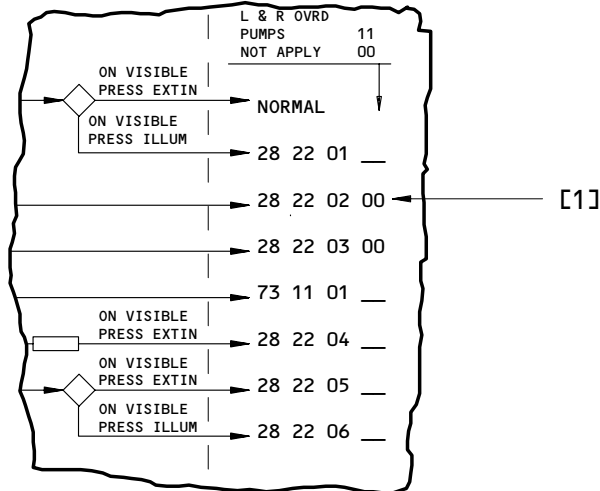 L & R OVRD
PUMPS 11
NOT APPLY 00
ON VISIBLE
PRESS EXTIN
NORMAL
ON VISIBLE
PRESS ILLUM
28 22 01 __
28 22 02 00
[1]
28 22 03 00
73 11 01 __
ON VISIBLE
PRESS EXTIN
28 22 04 __
ON VISIBLE
PRESS EXTIN
28 22 05 __
ON VISIBLE
PRESS ILLUM
28 22 06 __